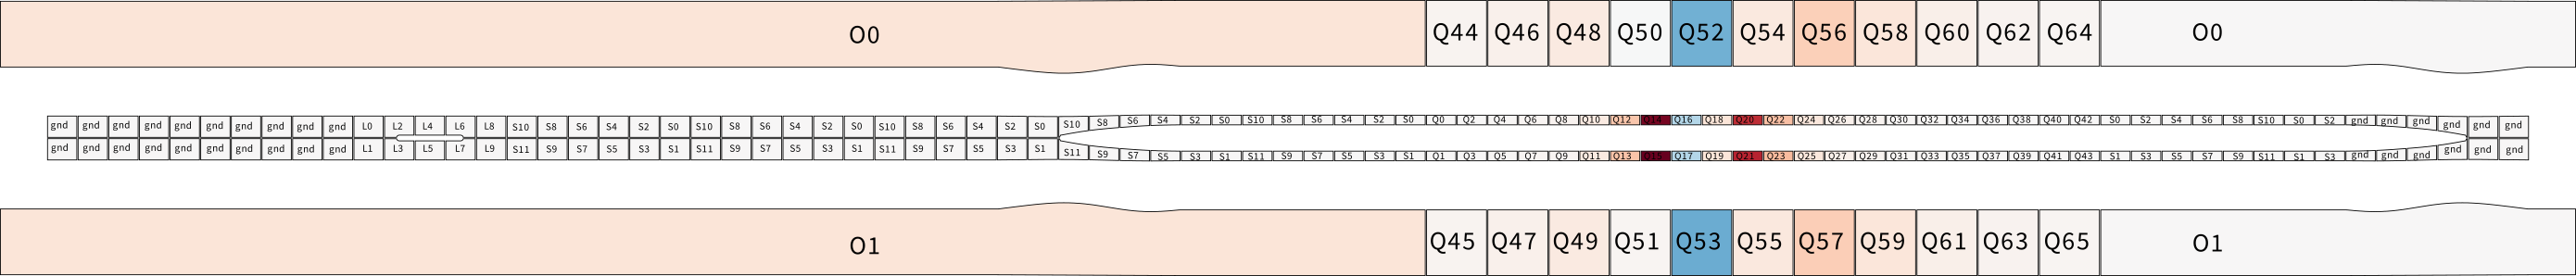 O0 Q44 Q46 Q48 Q50 Q52 Q54 Q56 Q58 Q60 Q62 Q64 O0
gnd gnd gnd gnd gnd gnd gnd gnd gnd gnd L0 L2 L4 L6 L8 S10 S8 S6 S4 S2 S0 S10 S8 S6 S4 S2 S0 S10 S8 S6 S4 S2 S0 S10 S8 S6 S4 S2 S0 S10 S8 S6 S4 S2 S0 Q0 Q2 Q4 Q6 Q8 Q10 Q12 Q14 Q16 Q18 Q20 Q22 Q24 Q26 Q28 Q30 Q32 Q34 Q36 Q38 Q40 Q42 S0 S2 S4 S6 S8 S10 S0 S2 gnd gnd gnd gnd gnd gnd
gnd gnd gnd gnd gnd gnd gnd gnd gnd gnd L1 L3 L5 L7 L9 S11 S9 S7 S5 S3 S1 S11 S9 S7 S5 S3 S1 S11 S9 S7 S5 S3 S1 S11 S9 S7 S5 S3 S1 S11 S9 S7 S5 S3 S1 Q1 Q3 Q5 Q7 Q9 Q11 Q13 Q15 Q17 Q19 Q21 Q23 Q25 Q27 Q29 Q31 Q33 Q35 Q37 Q39 Q41 Q43 S1 S3 S5 S7 S9 S11 S1 S3 gnd gnd gnd gnd gnd gnd
O1 Q45 Q47 Q49 Q51 Q53 Q55 Q57 Q59 Q61 Q63 Q65 O1